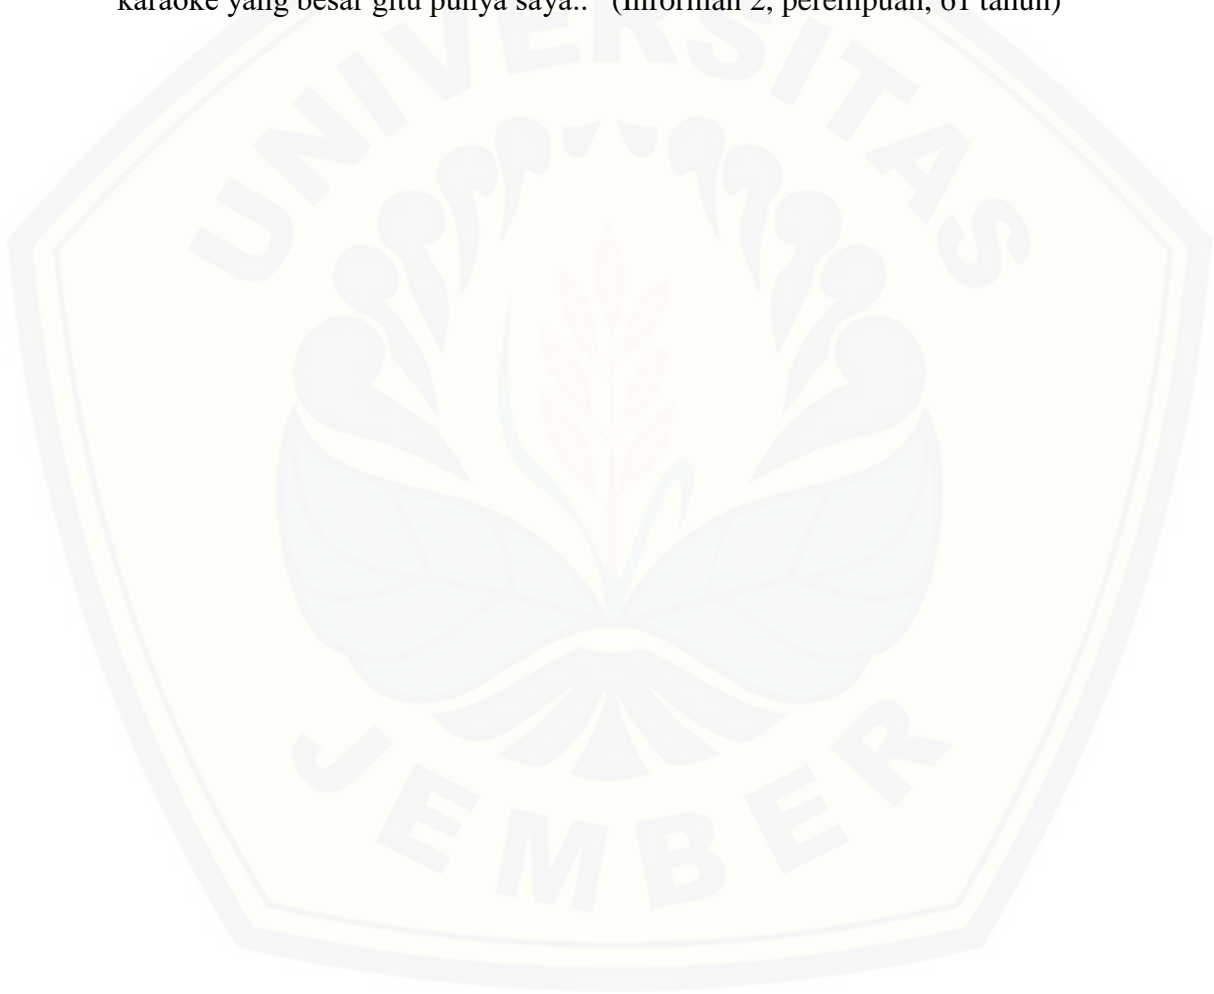 karaoke yang besar gitu punya saya.." (Informan 2, perempuan, 61 tahun)
UNIVERSITAS
JEMBER